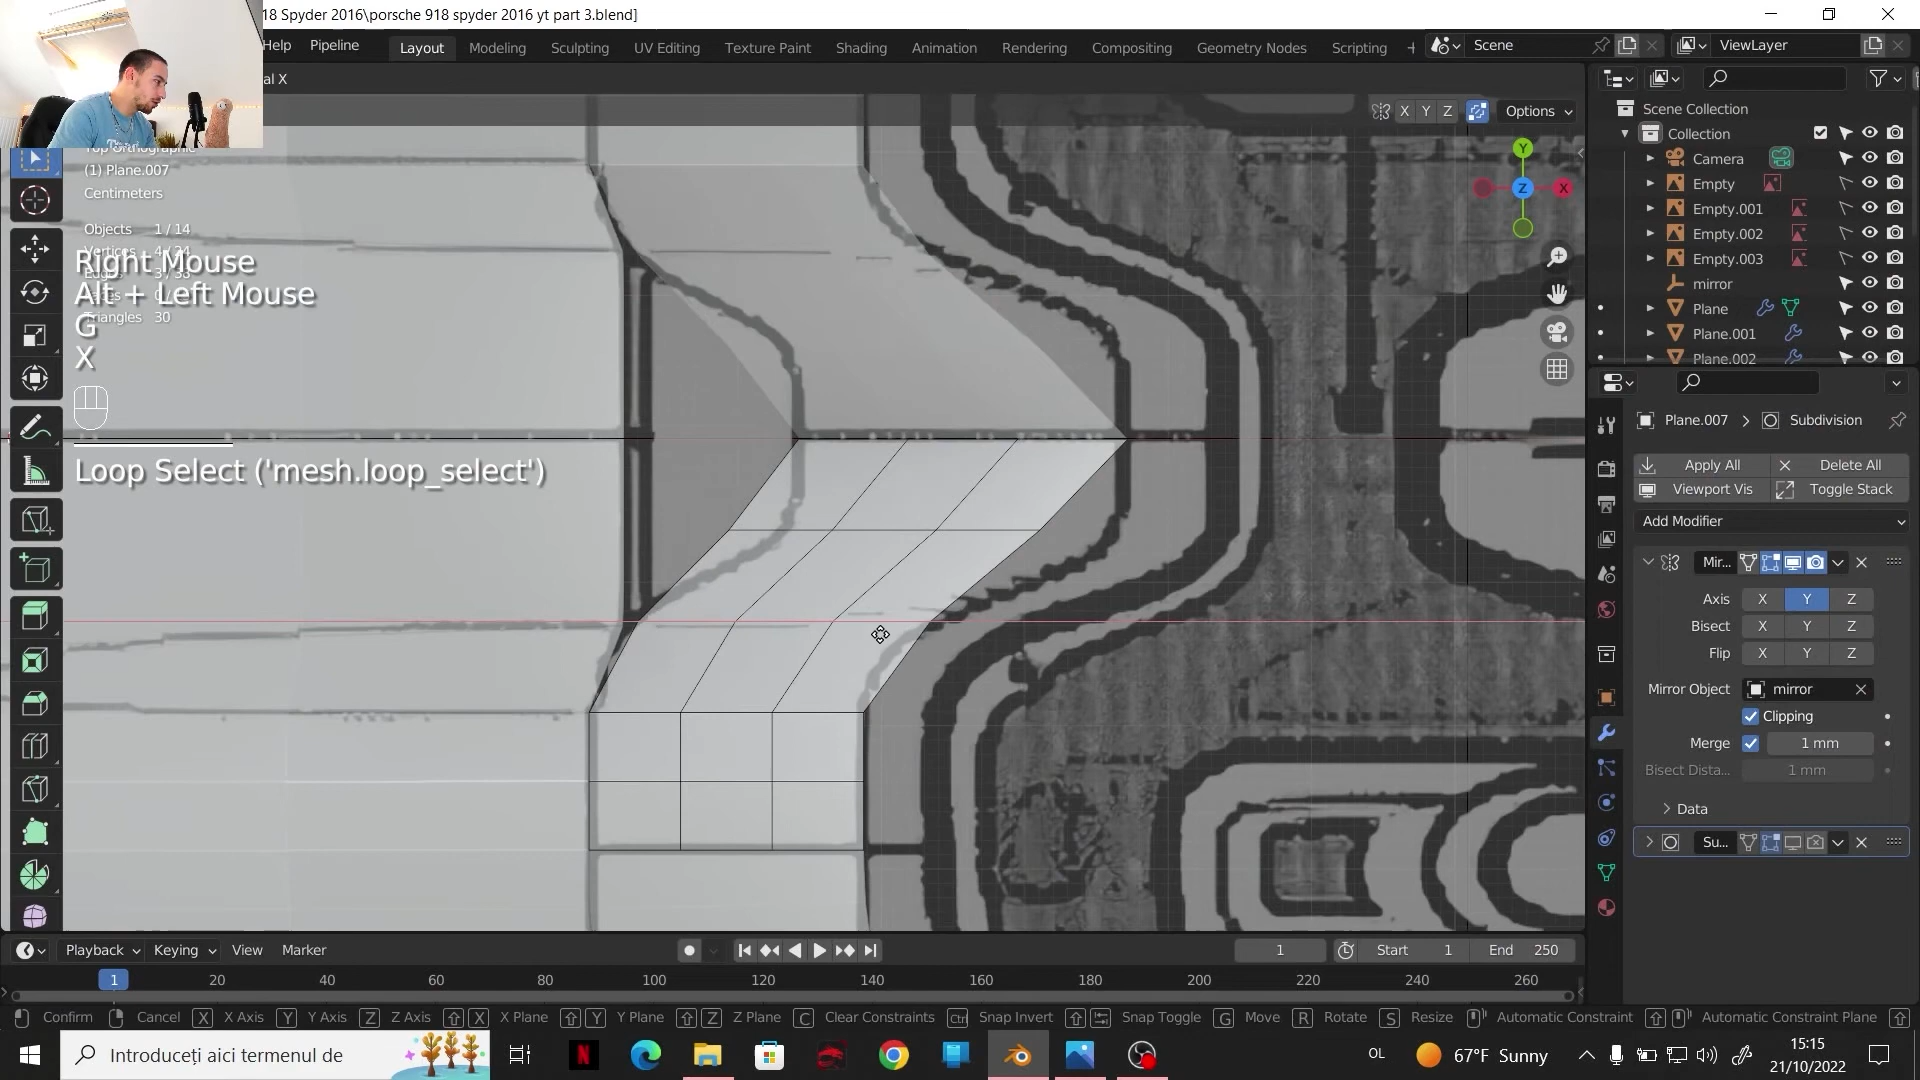 18 Spyder 2016\porsche 918 spyder 2016 yt part 3.blend]
Help Pipeline Layout Modeling Sculpting UV Editing Texture Paint Shading Animation Rendering Compositing Geometry Nodes Scripting + Scene ViewLayer
al X
X Y Z Options
(1) Plane.007
Centimeters
Objects 1 / 14
Vertices 4 / 24
Triangles 30
Right Mouse
Alt + Left Mouse
G
X
Loop Select ('mesh.loop_select')
Y
Z
X
Scene Collection
Collection
Camera
Empty
Empty.001
Empty.002
Empty.003
mirror
Plane
Plane.001
Plane.002
Plane.007 > Subdivision
Apply All Delete All
Viewport Vis Toggle Stack
Add Modifier
Mir...
Axis X Y Z
Bisect X Y Z
Flip X Y Z
Mirror Object mirror
Clipping
Merge 1 mm
Bisect Dista... 1 mm
Data
Su...
Playback Keying View Marker 1 Start 1 End 250
1 20 40 60 80 100 120 140 160 180 200 220 240 260
Confirm Cancel X X Axis Y Y Axis Z Z Axis X X Plane Y Y Plane Z Z Plane C Clear Constraints Ctrl Snap Invert Snap Toggle G Move R Rotate S Resize Automatic Constraint Automatic Constraint Plane
Introduceți aici termenul de
OL 67°F Sunny 15:15
21/10/2022